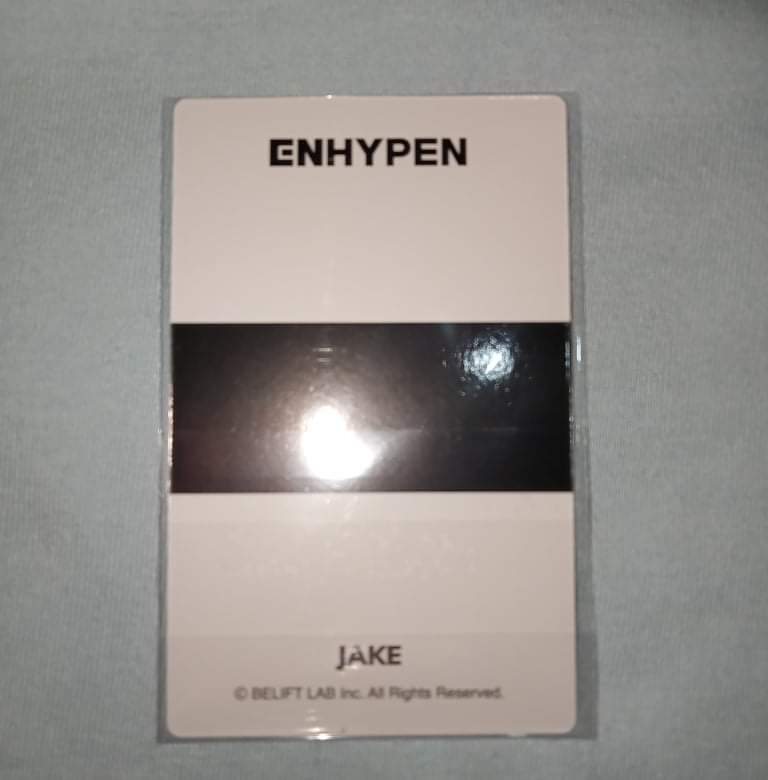 ENHYPEN
JAKE
© BELIFT LAB Inc. All Rights Reserved.